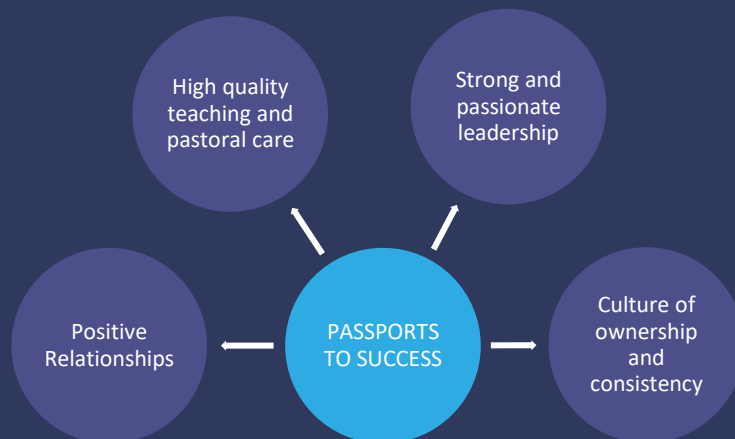 High quality
teaching and
pastoral care
Strong and
passionate
leadership
Positive
Relationships
PASSPORTS
TO SUCCESS
Culture of
ownership
and
consistency